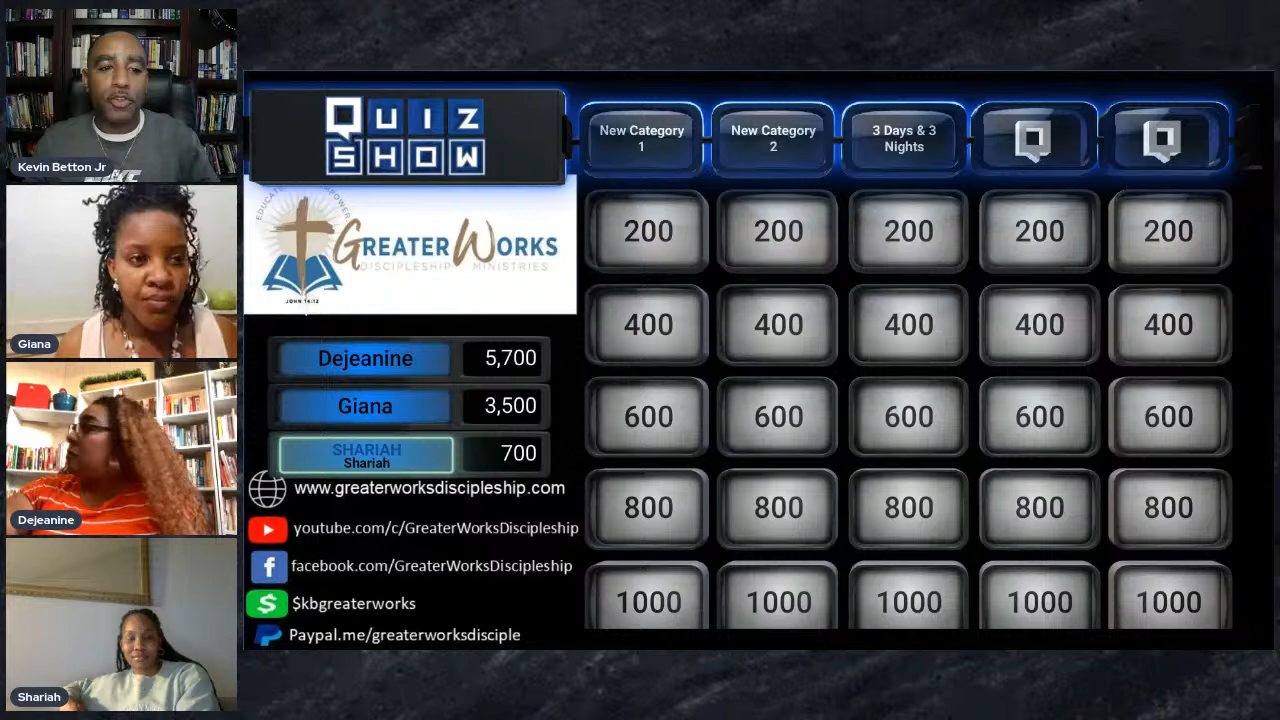 Kevin Betton Jr
Giana
Dejeanine
Shariah
QUIZ
SHOW
EDUCATE
EMPOWER
GREATER WORKS
DISCIPLESHIP MINISTRIES
JOHN 14:12
Dejeanine 5,700
Giana 3,500
SHARIAH
Shariah
700
www.greaterworksdiscipleship.com
youtube.com/c/GreaterWorksDiscipleship
facebook.com/GreaterWorksDiscipleship
$kbgreaterworks
Paypal.me/greaterworksdisciple
New Category
1
New Category
2
3 Days & 3
Nights
200 200 200 200 200
400 400 400 400 400
600 600 600 600 600
800 800 800 800 800
1000 1000 1000 1000 1000